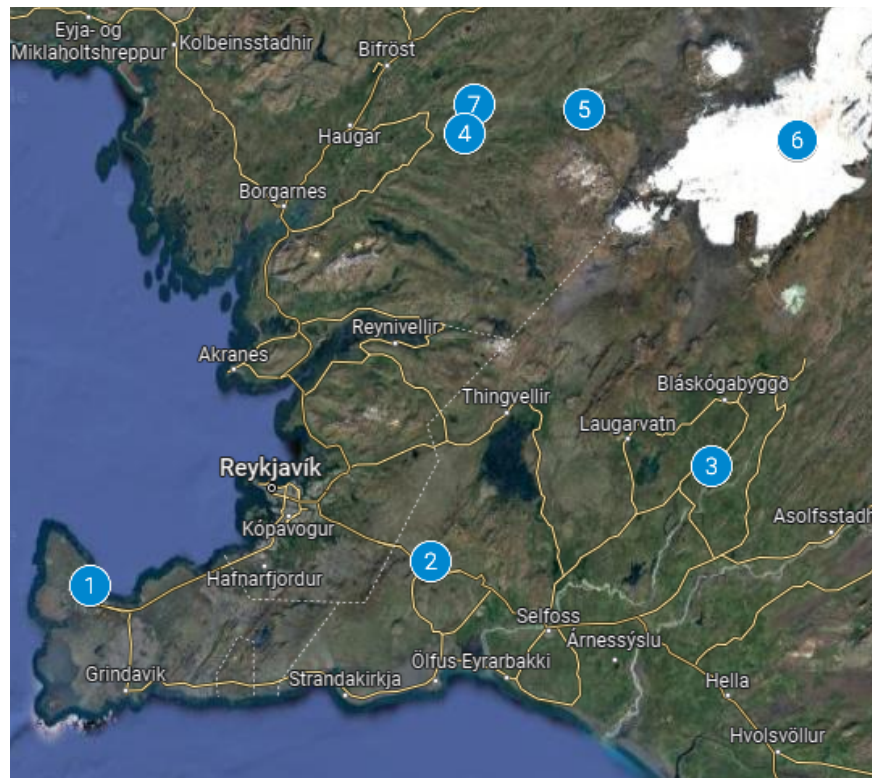 Eyja- og
Miklaholtshreppur
Kolbeinsstadhir
Bifröst
7
5
4
6
Haugar
Borgarnes
Reynivellir
Akranes
Bláskógabyggð
Thingvellir
Laugarvatn
3
Reykjavík
Kópavogur
Asolfsstadh
2
1
Hafnarfjordur
Selfoss
Árnessýslu
Grindavik
Strandakirkja
Ölfus
Eyrarbakki
Hella
Hvolsvöllur